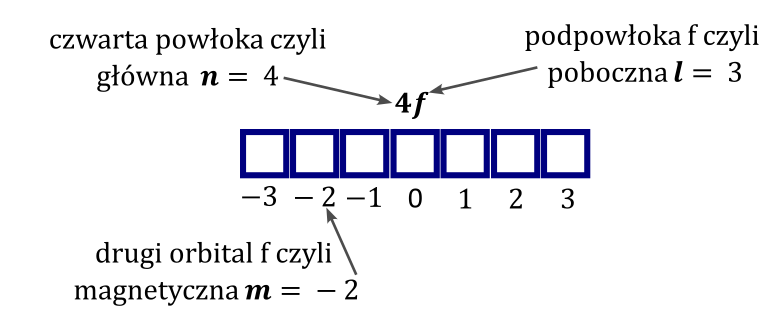 czwarta powłoka czyli
główna n = 4
podpowłoka f czyli
poboczna l = 3
4f
−3 −2 −1 0 1 2 3
drugi orbital f czyli
magnetyczna m = −2